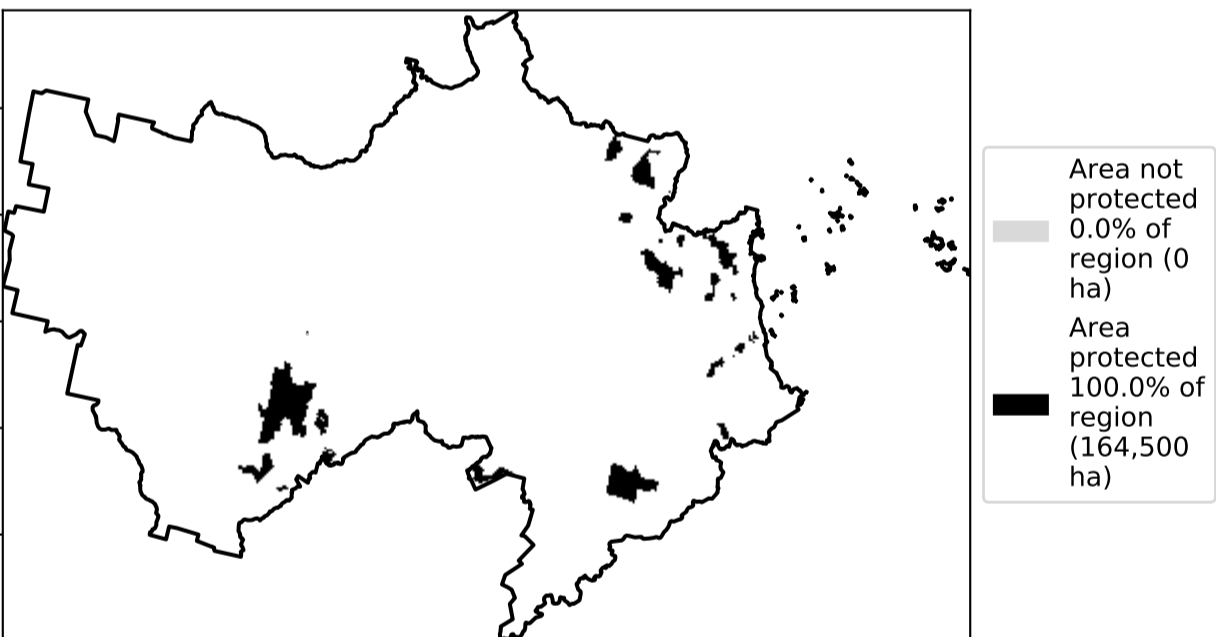 Area not
protected
0.0% of
region (0
ha)
Area
protected
100.0% of
region
(164,500
ha)